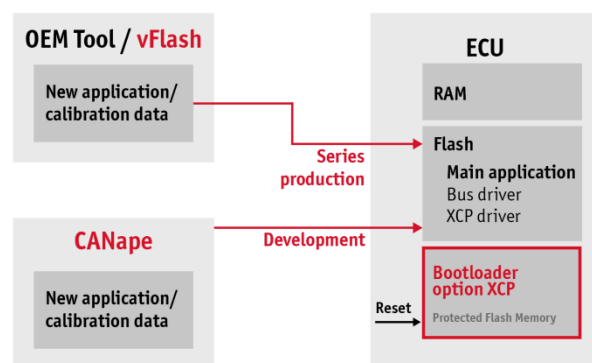 OEM Tool / vFlash
New application/
calibration data
Series
production
CANape
Development
New application/
calibration data
ECU
RAM
Flash
Main application
Bus driver
XCP driver
Bootloader
option XCP
Reset
Protected Flash Memory